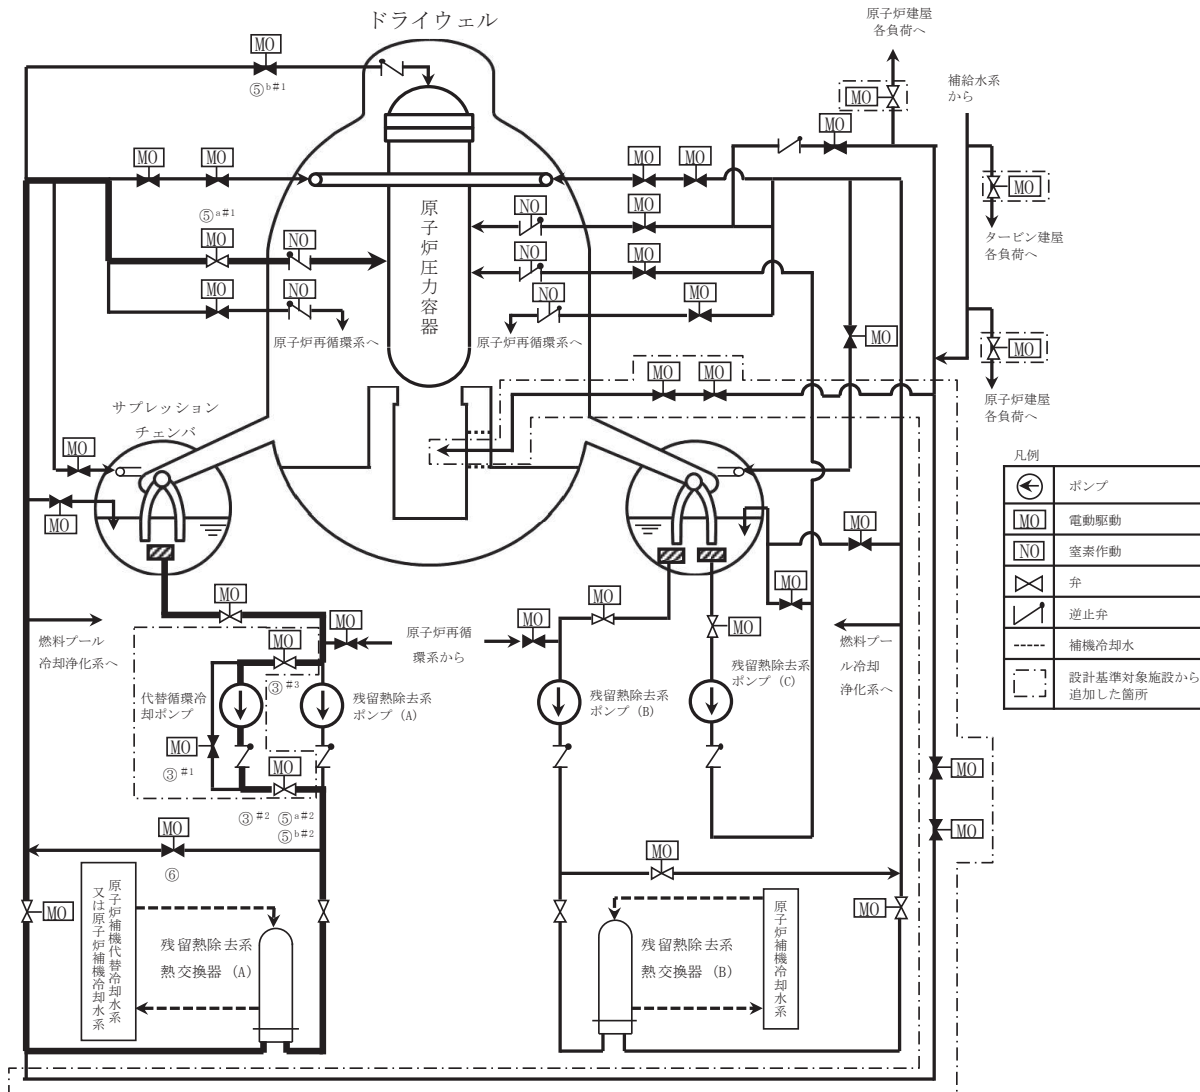 ドライウェル
原子炉建屋
各負荷へ
MO
⑤b#1
MO
補給水系
から
MO
MO
MO
MO
MO
MO
⑤a#1
MO
NO
NO
MO
タービン建屋
各負荷へ
原
子
炉
圧
力
容
器
NO
MO
MO
NO
NO
MO
原子炉再循環系へ
原子炉再循環系へ
MO
MO
MO
MO
原子炉建屋
各負荷へ
サプレッション
チェンバ
MO
MO
凡例
ポンプ
MO
電動駆動
NO
窒素作動
弁
逆止弁
補機冷却水
設計基準対象施設から
追加した箇所
MO
MO
MO
MO
MO
MO
MO
燃料プール
冷却浄化系へ
原子炉再循
環系から
燃料プー
ル冷却
浄化系へ
MO
③#3
代替循環冷
却ポンプ
残留熱除去系
ポンプ(A)
残留熱除去系
ポンプ(B)
残留熱除去系
ポンプ(C)
MO
③#1
MO
③#2
⑤a#2
⑤b#2
MO
MO
MO
⑥
MO
MO
MO
原子炉補機代替冷却水系
又は原子炉補機冷却水系
残留熱除去系
熱交換器(A)
残留熱除去系
熱交換器(B)
原子炉補機冷却水系